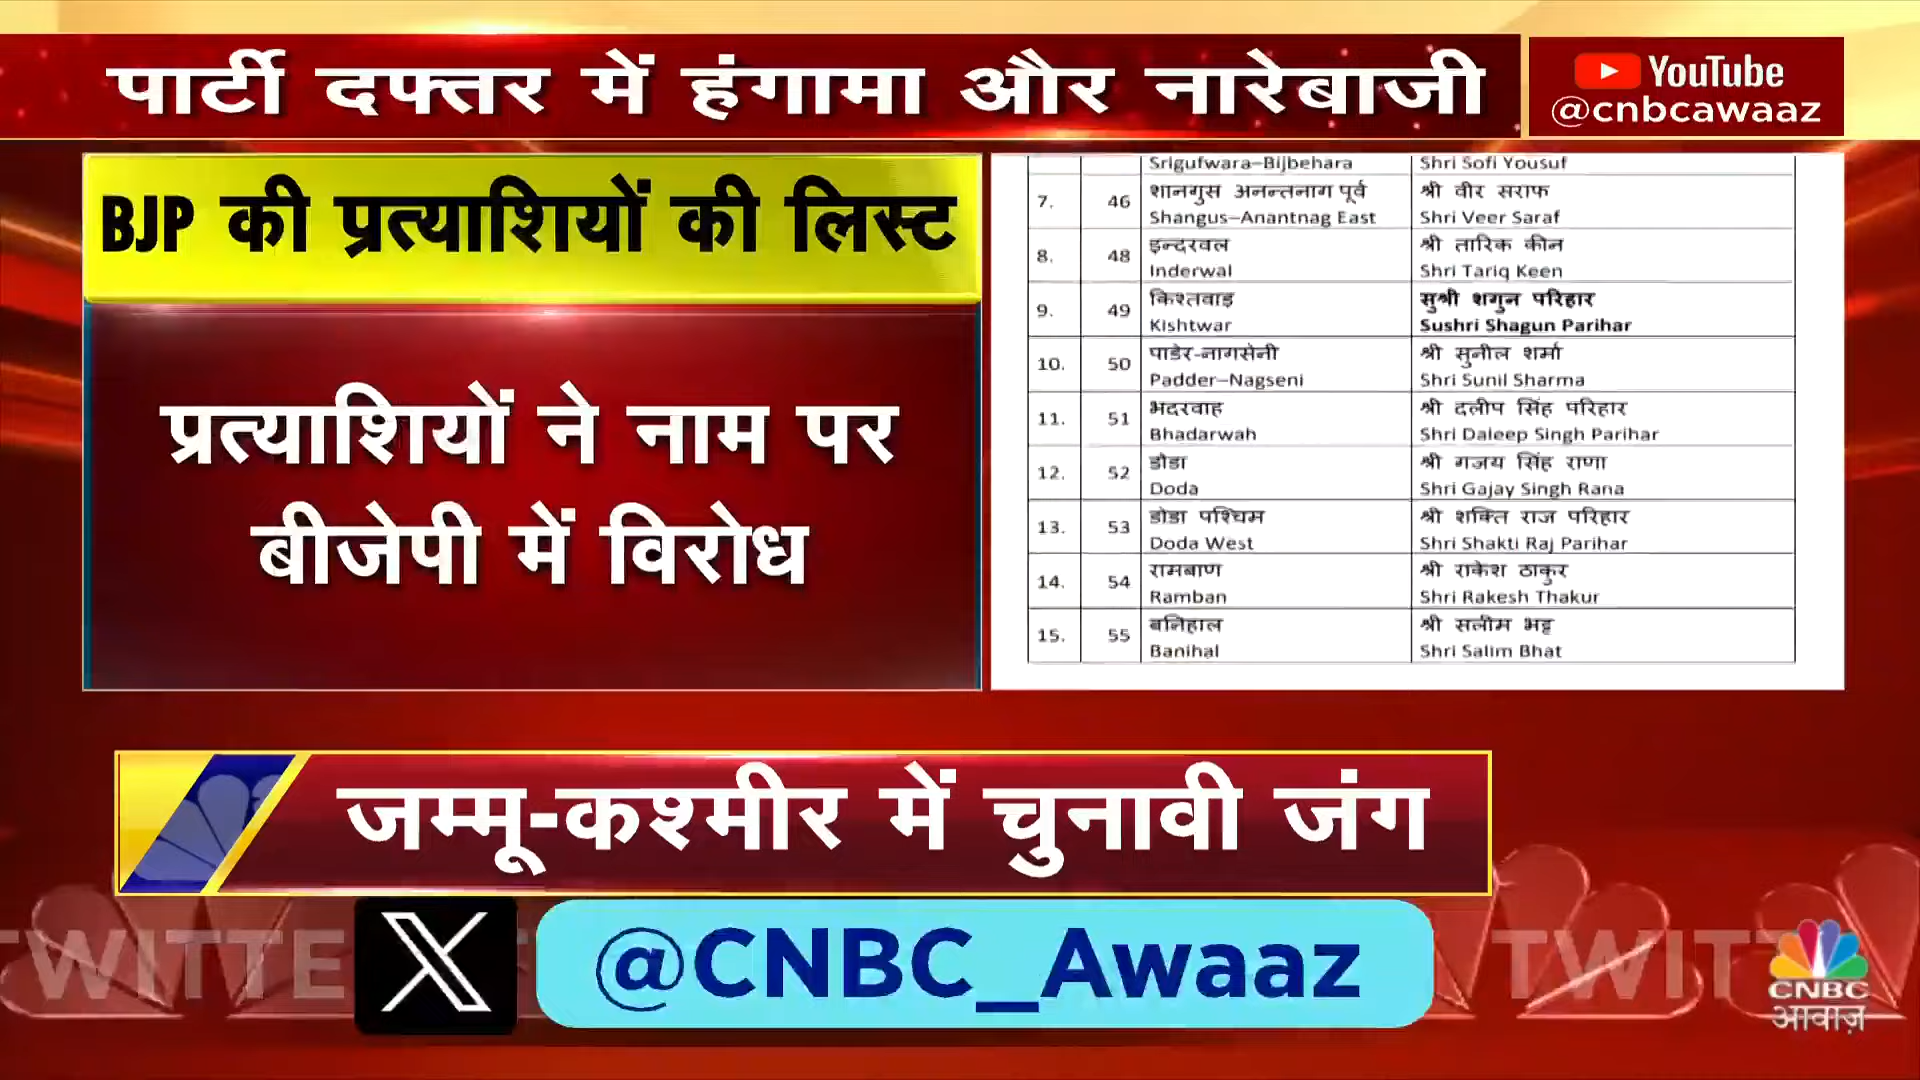 पार्टी दफ्तर में हंगामा और नारेबाजी
YouTube
@cnbcawaaz
BJP की प्रत्याशियों की लिस्ट
प्रत्याशियों ने नाम पर
बीजेपी में विरोध
Srigufwara–Bijbehara Shri Sofi Yousuf
7. 46 शानगुस अनन्तनाग पूर्व श्री वीर सराफ
Shangus–Anantnag East Shri Veer Saraf
8. 48 इन्दरवल श्री तारिक कीन
Inderwal Shri Tariq Keen
9. 49 किश्तवाड़ सुश्री शगुन परिहार
Kishtwar Sushri Shagun Parihar
10. 50 पाडेर-नागसेनी श्री सुनील शर्मा
Padder–Nagseni Shri Sunil Sharma
11. 51 भदरवाह श्री दलीप सिंह परिहार
Bhadarwah Shri Daleep Singh Parihar
12. 52 डोडा श्री गजय सिंह राणा
Doda Shri Gajay Singh Rana
13. 53 डोडा पश्चिम श्री शक्ति राज परिहार
Doda West Shri Shakti Raj Parihar
14. 54 रामबाण श्री राकेश ठाकुर
Ramban Shri Rakesh Thakur
15. 55 बनिहाल श्री सलीम भट्ट
Banihal Shri Salim Bhat
जम्मू-कश्मीर में चुनावी जंग
TWITTE
@CNBC_Awaaz
TWIT
CNBC
आवाज़